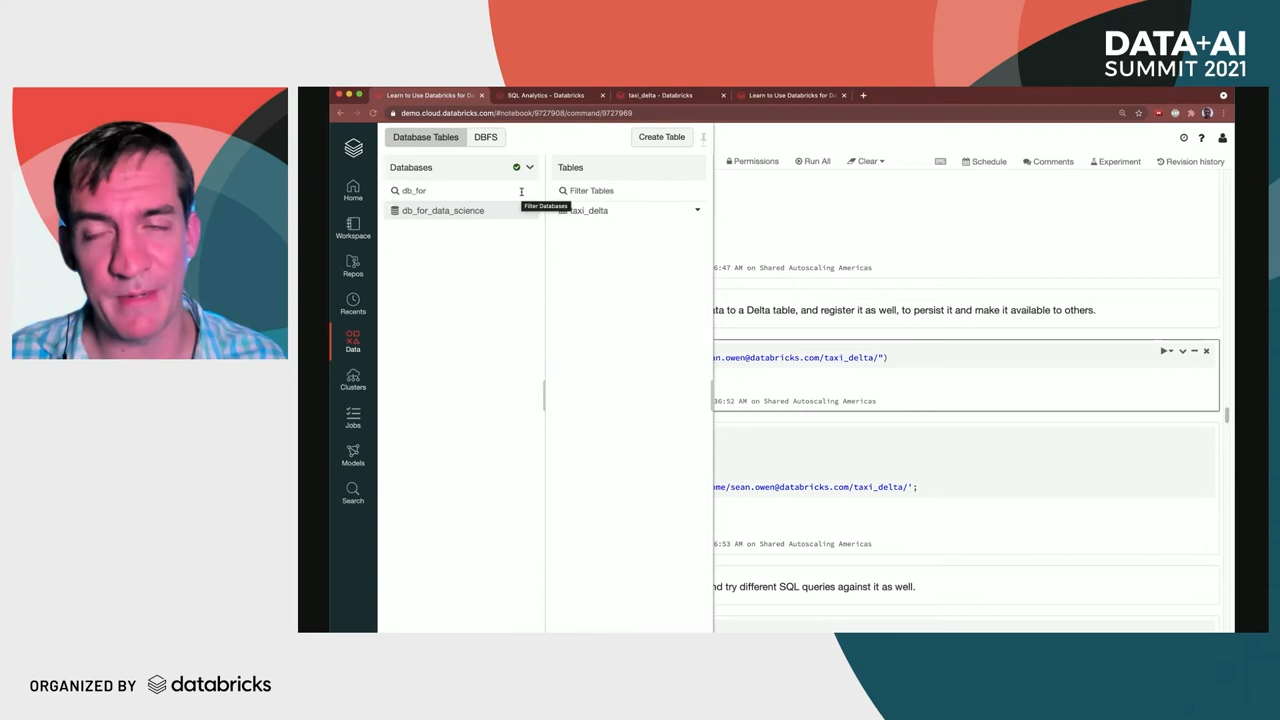 DATA+AI
SUMMIT 2021
Learn to Use Databricks for Da
SQL Analytics - Databricks
taxi_delta - Databricks
Learn to Use Databricks for Da
demo.cloud.databricks.com/#notebook/9727908/command/9727969
Database Tables
DBFS
Create Table
Permissions
Run All
Clear
Schedule
Comments
Experiment
Revision history
Databases
Tables
db_for
Filter Tables
Filter Databases
db_for_data_science
taxi_delta
Home
Workspace
Repos
Recents
Data
Clusters
Jobs
Models
Search
6:47 AM on Shared Autoscaling Americas
ta to a Delta table, and register it as well, to persist it and make it available to others.
an.owen@databricks.com/taxi_delta/")
36:52 AM on Shared Autoscaling Americas
me/sean.owen@databricks.com/taxi_delta/';
6:53 AM on Shared Autoscaling Americas
nd try different SQL queries against it as well.
ORGANIZED BY databricks